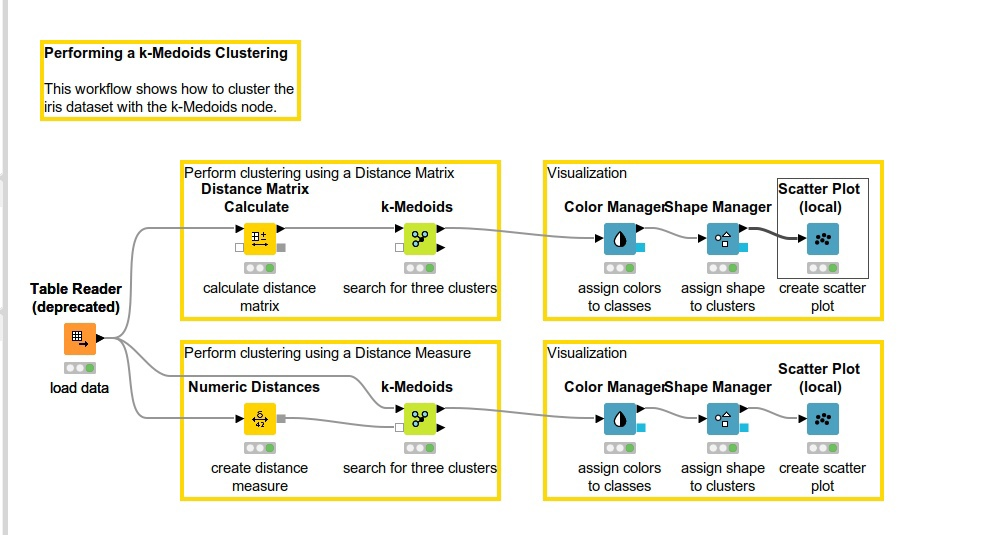 Performing a k-Medoids Clustering
This workflow shows how to cluster the
iris dataset with the k-Medoids node.
Perform clustering using a Distance Matrix
Distance Matrix
Calculate
k-Medoids
calculate distance
matrix
search for three clusters
Visualization
Color Manager
Shape Manager
Scatter Plot
(local)
assign colors
to classes
assign shape
to clusters
create scatter
plot
Table Reader
(deprecated)
load data
Perform clustering using a Distance Measure
Numeric Distances
k-Medoids
create distance
measure
search for three clusters
Visualization
Color Manager
Shape Manager
Scatter Plot
(local)
assign colors
to classes
assign shape
to clusters
create scatter
plot